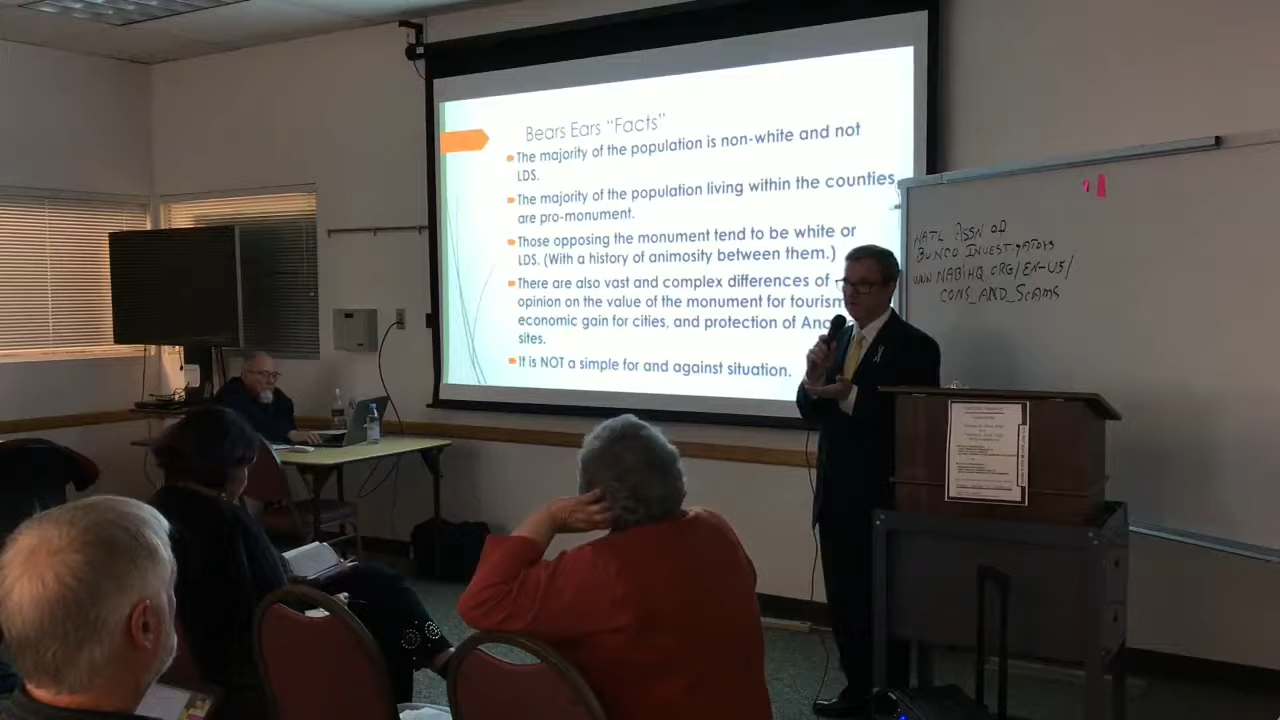 Bears Ears “Facts”
The majority of the population is non-white and not
LDS.
The majority of the population living within the counties
are pro-monument.
Those opposing the monument tend to be white or
LDS. (With a history of animosity between them.)
There are also vast and complex differences of
opinion on the value of the monument for tourism
economic gain for cities, and protection of
sites.
It is NOT a simple for and against situation.
NATL ASSN OF
BUNCO INVESTIGATORS
WWW.NABIHQ.ORG/EN-US/
CONS_AND_SCAMS